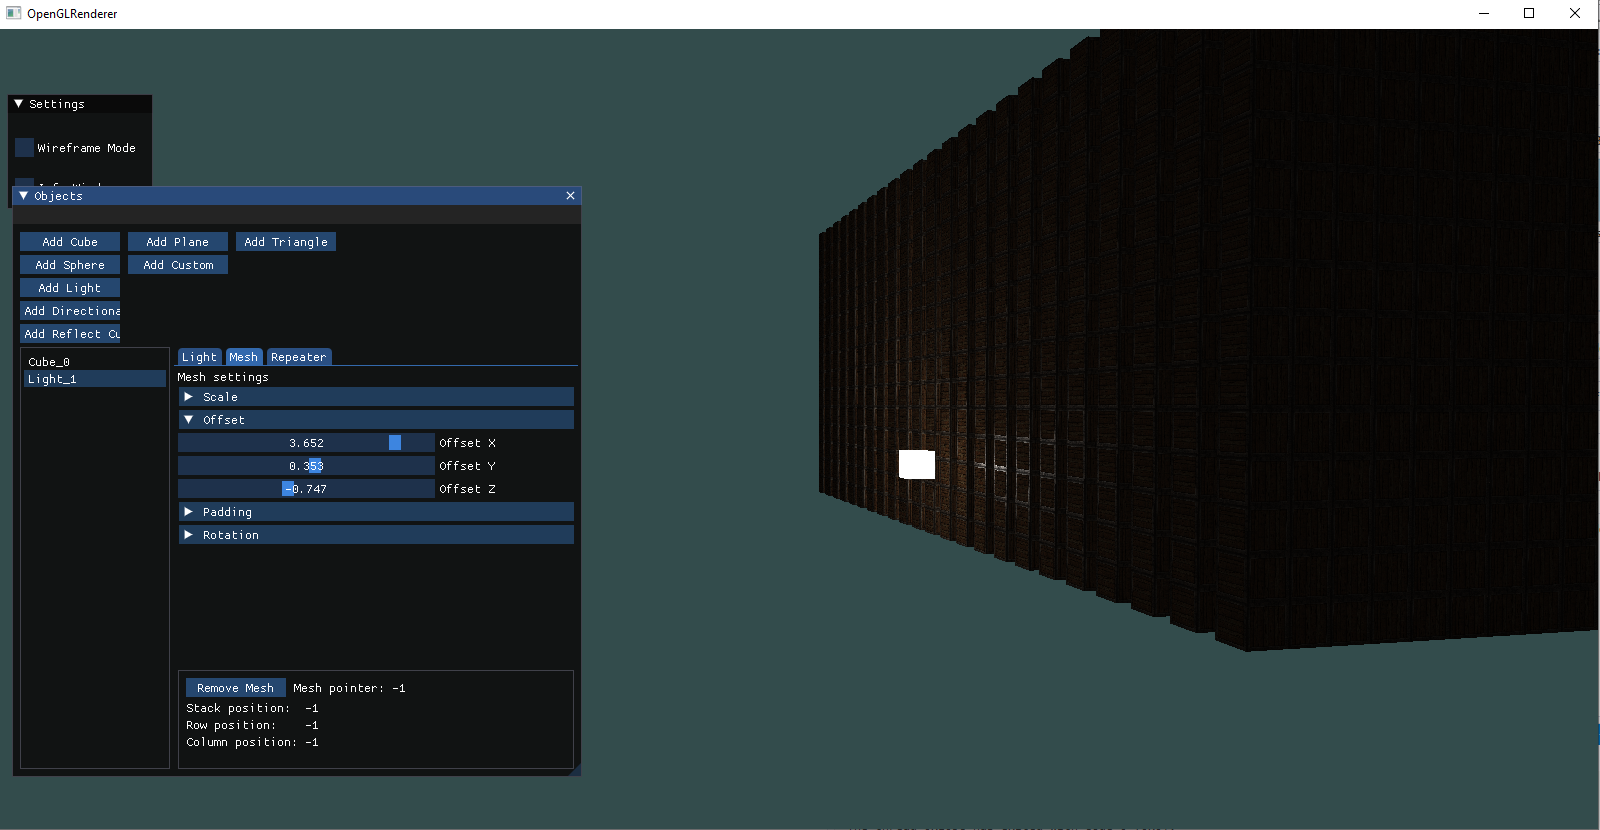 OpenGLRenderer
Settings
Wireframe Mode
Objects
Add Cube Add Plane Add Triangle
Add Sphere Add Custom
Add Light
Add Directiona
Add Reflect Cu
Cube_0
Light_1
Light Mesh Repeater
Mesh settings
Scale
Offset
3.652 Offset X
0.353 Offset Y
-0.747 Offset Z
Padding
Rotation
Remove Mesh Mesh pointer: -1
Stack position: -1
Row position: -1
Column position: -1